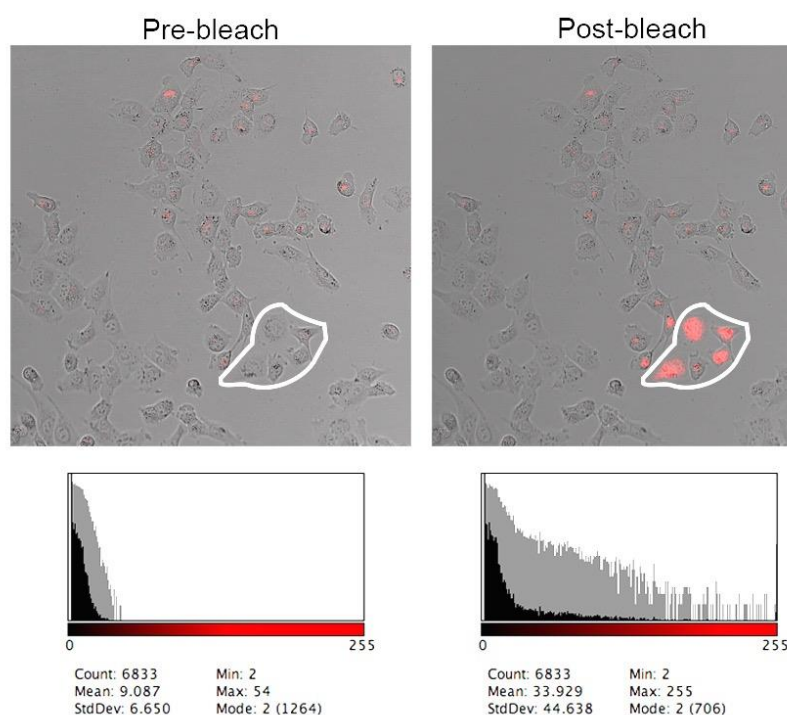 Pre-bleach
Post-bleach
0
255
0
255
Count: 6833
Min: 2
Mean: 9.087
Max: 54
StdDev: 6.650
Mode: 2 (1264)
Count: 6833
Min: 2
Mean: 33.929
Max: 255
StdDev: 44.638
Mode: 2 (706)